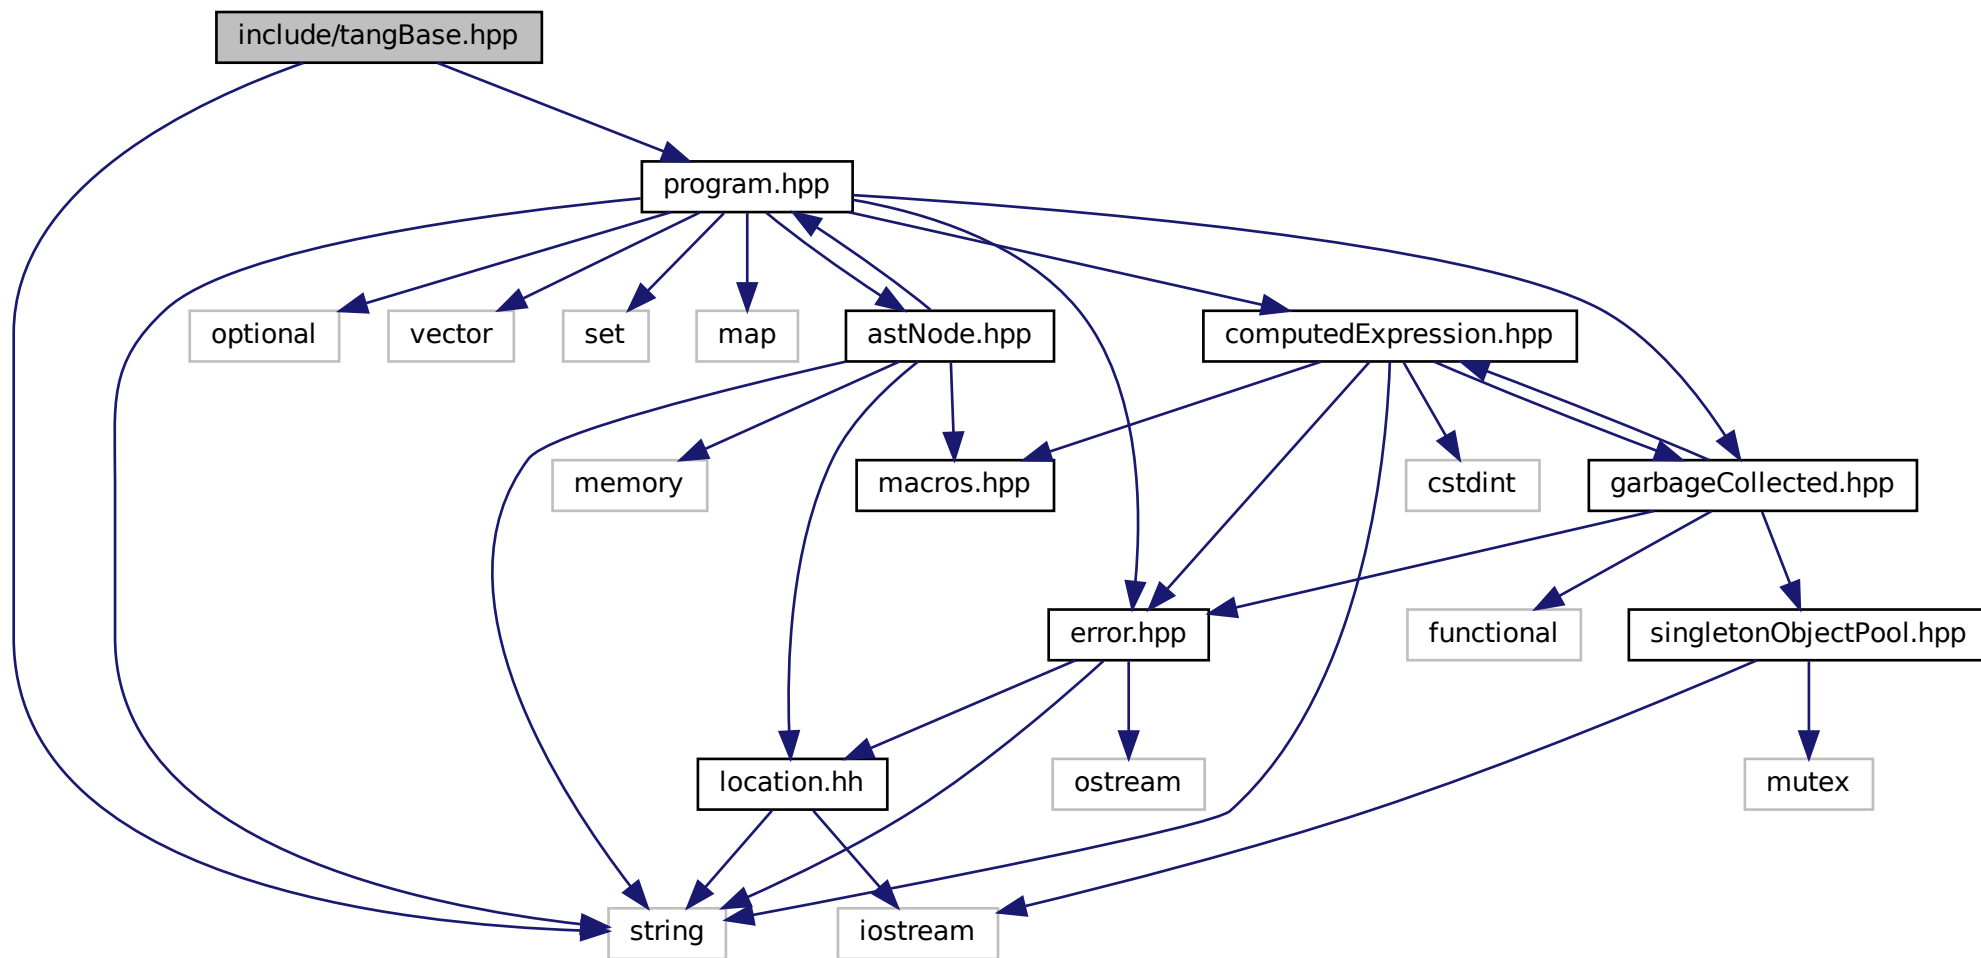 include/tangBase.hpp
program.hpp
optional
vector
set
map
astNode.hpp
computedExpression.hpp
memory
macros.hpp
cstdint
garbageCollected.hpp
error.hpp
functional
singletonObjectPool.hpp
location.hh
ostream
mutex
string
iostream